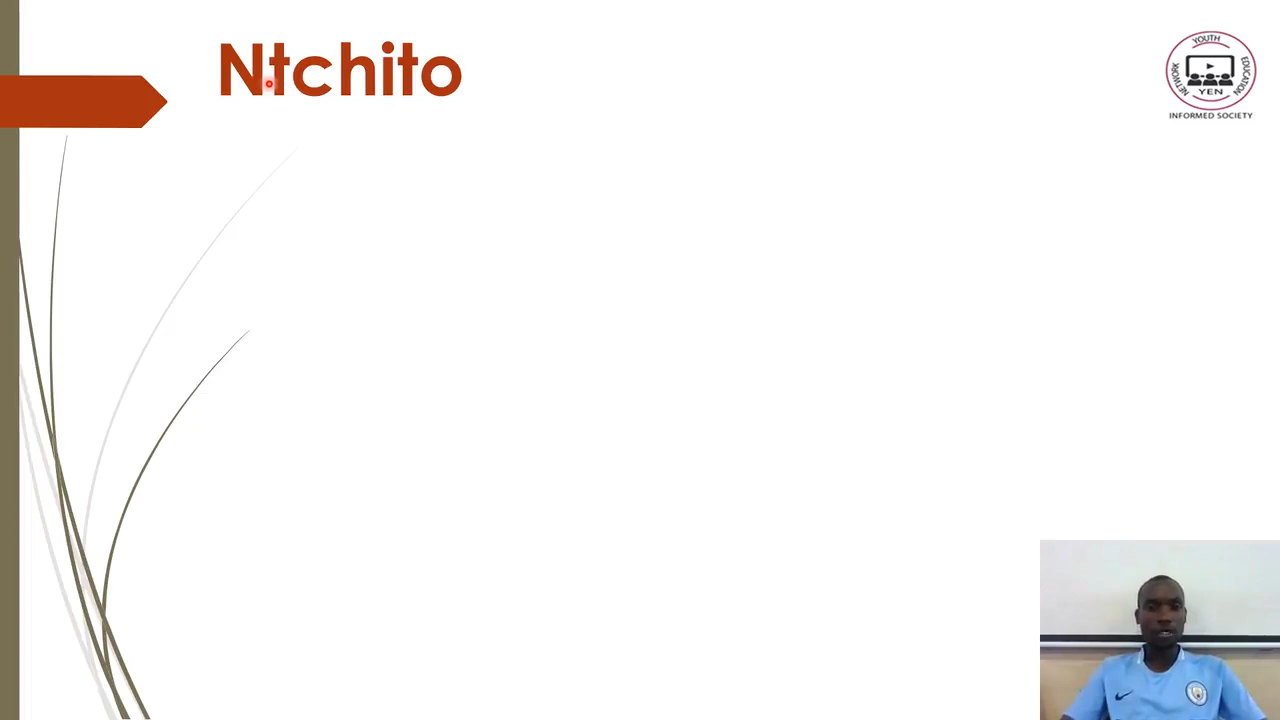 Ntchito
YOUTH
NETWORK
EDUCATION
YEN
INFORMED SOCIETY